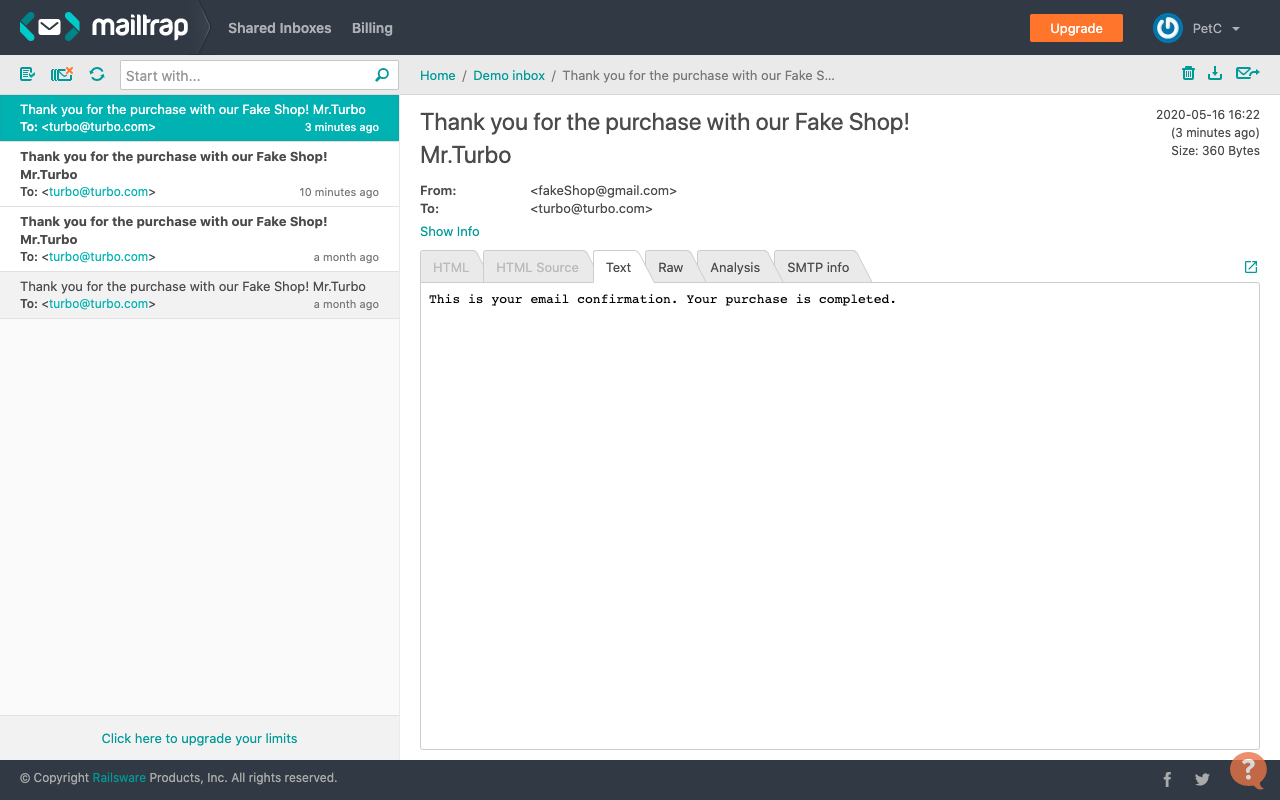 mailtrap
Shared Inboxes
Billing
Upgrade
PetC
Start with...
Home / Demo inbox / Thank you for the purchase with our Fake S...
Thank you for the purchase with our Fake Shop! Mr.Turbo
To: <turbo@turbo.com>
3 minutes ago
Thank you for the purchase with our Fake Shop!
Mr.Turbo
To: <turbo@turbo.com>
10 minutes ago
Thank you for the purchase with our Fake Shop!
Mr.Turbo
To: <turbo@turbo.com>
a month ago
Thank you for the purchase with our Fake Shop! Mr.Turbo
To: <turbo@turbo.com>
a month ago
Click here to upgrade your limits
Thank you for the purchase with our Fake Shop!
Mr.Turbo
2020-05-16 16:22
(3 minutes ago)
Size: 360 Bytes
From: <fakeShop@gmail.com>
To: <turbo@turbo.com>
Show Info
HTML
HTML Source
Text
Raw
Analysis
SMTP info
This is your email confirmation. Your purchase is completed.
© Copyright Railsware Products, Inc. All rights reserved.
?